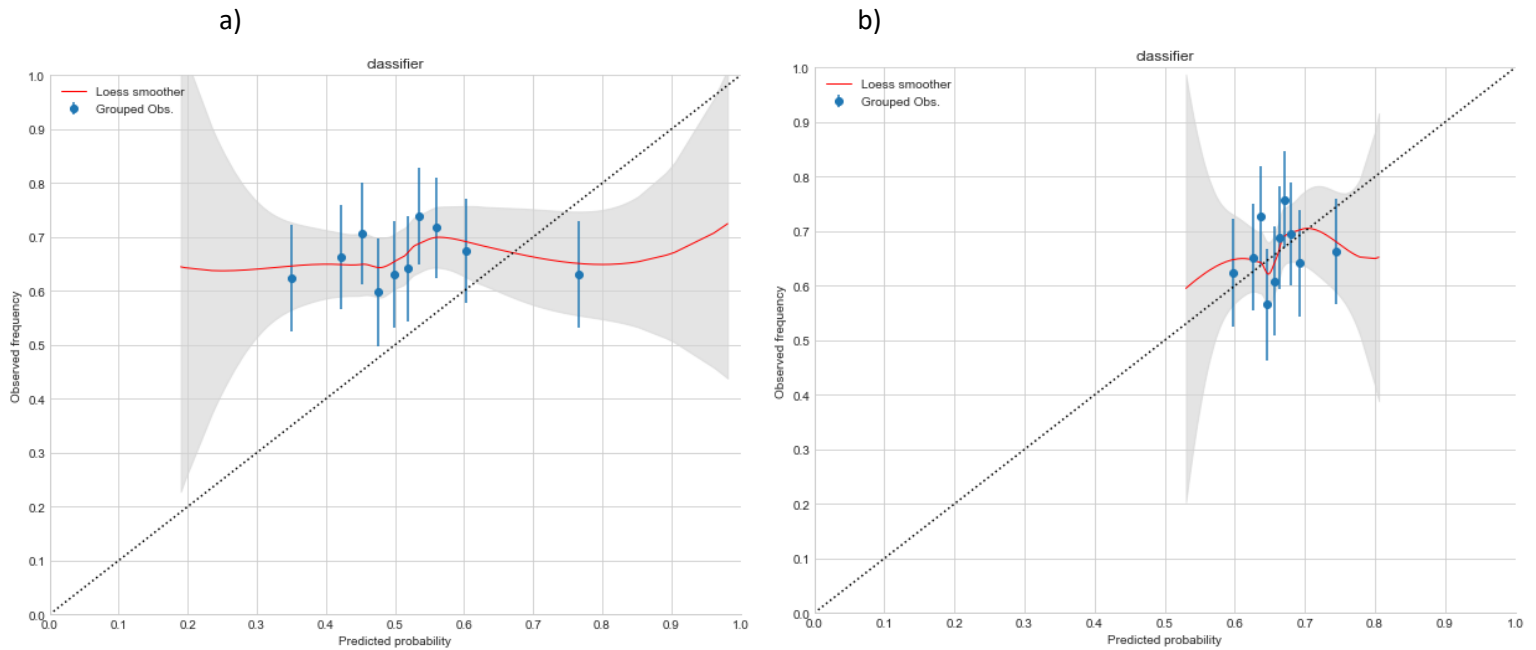 a)
b)
classifier
Loess smoother
Grouped Obs.
1.0
0.9
0.8
0.7
0.6
0.5
0.4
0.3
0.2
0.1
0.0
Observed frequency
0.0 0.1 0.2 0.3 0.4 0.5 0.6 0.7 0.8 0.9 1.0
Predicted probability
classifier
Loess smoother
Grouped Obs.
1.0
0.9
0.8
0.7
0.6
0.5
0.4
0.3
0.2
0.1
0.0
Observed frequency
0.0 0.1 0.2 0.3 0.4 0.5 0.6 0.7 0.8 0.9 1.0
Predicted probability